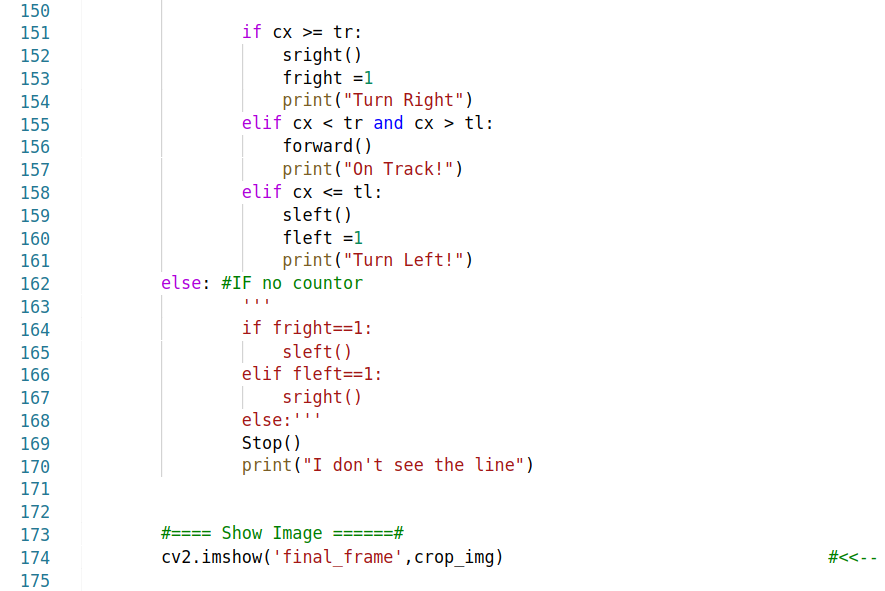 150
151 if cx >= tr:
152 sright()
153 fright =1
154 print("Turn Right")
155 elif cx < tr and cx > tl:
156 forward()
157 print("On Track!")
158 elif cx <= tl:
159 sleft()
160 fleft =1
161 print("Turn Left!")
162 else: #IF no countor
163 '''
164 if fright==1:
165 sleft()
166 elif fleft==1:
167 sright()
168 else:'''
169 Stop()
170 print("I don't see the line")
171
172
173 #==== Show Image ======#
174 cv2.imshow('final_frame',crop_img) #<<--
175